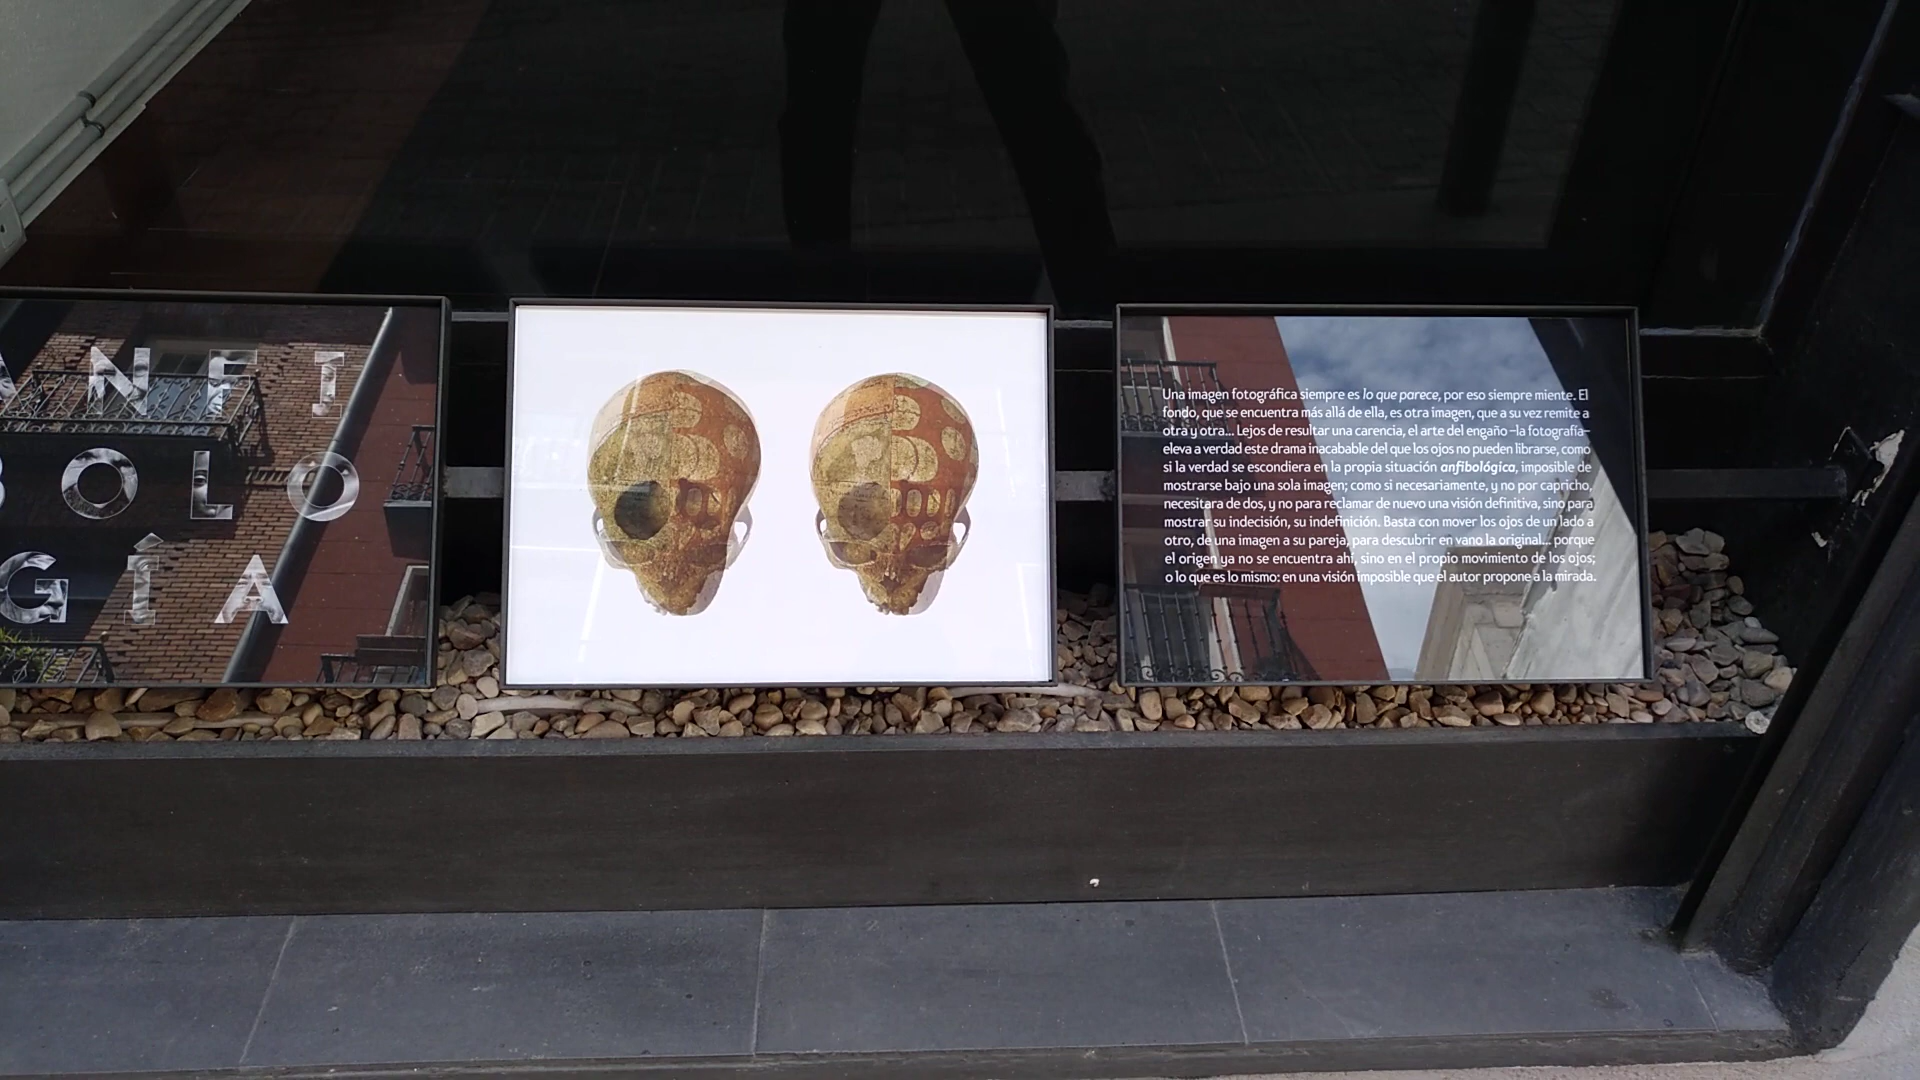 ANFI
BOLO
GÍA
Una imagen fotográfica siempre es lo que parece, por eso siempre miente. El
fondo, que se encuentra más allá de ella, es otra imagen, que a su vez remite a
otra y otra... Lejos de resultar una carencia, el arte del engaño –la fotografía–
eleva a verdad este drama inacabable del que los ojos no pueden librarse, como
si la verdad se escondiera en la propia situación anfibológica, imposible de
mostrarse bajo una sola imagen; como si necesariamente, y no por capricho,
necesitara de dos, y no para reclamar de nuevo una visión definitiva, sino para
mostrar su indecisión, su indefinición. Basta con mover los ojos de un lado a
otro, de una imagen a su pareja, para descubrir en vano la original... porque
el origen ya no se encuentra ahí, sino en el propio movimiento de los ojos;
o lo que es lo mismo: en una visión imposible que el autor propone a la mirada.